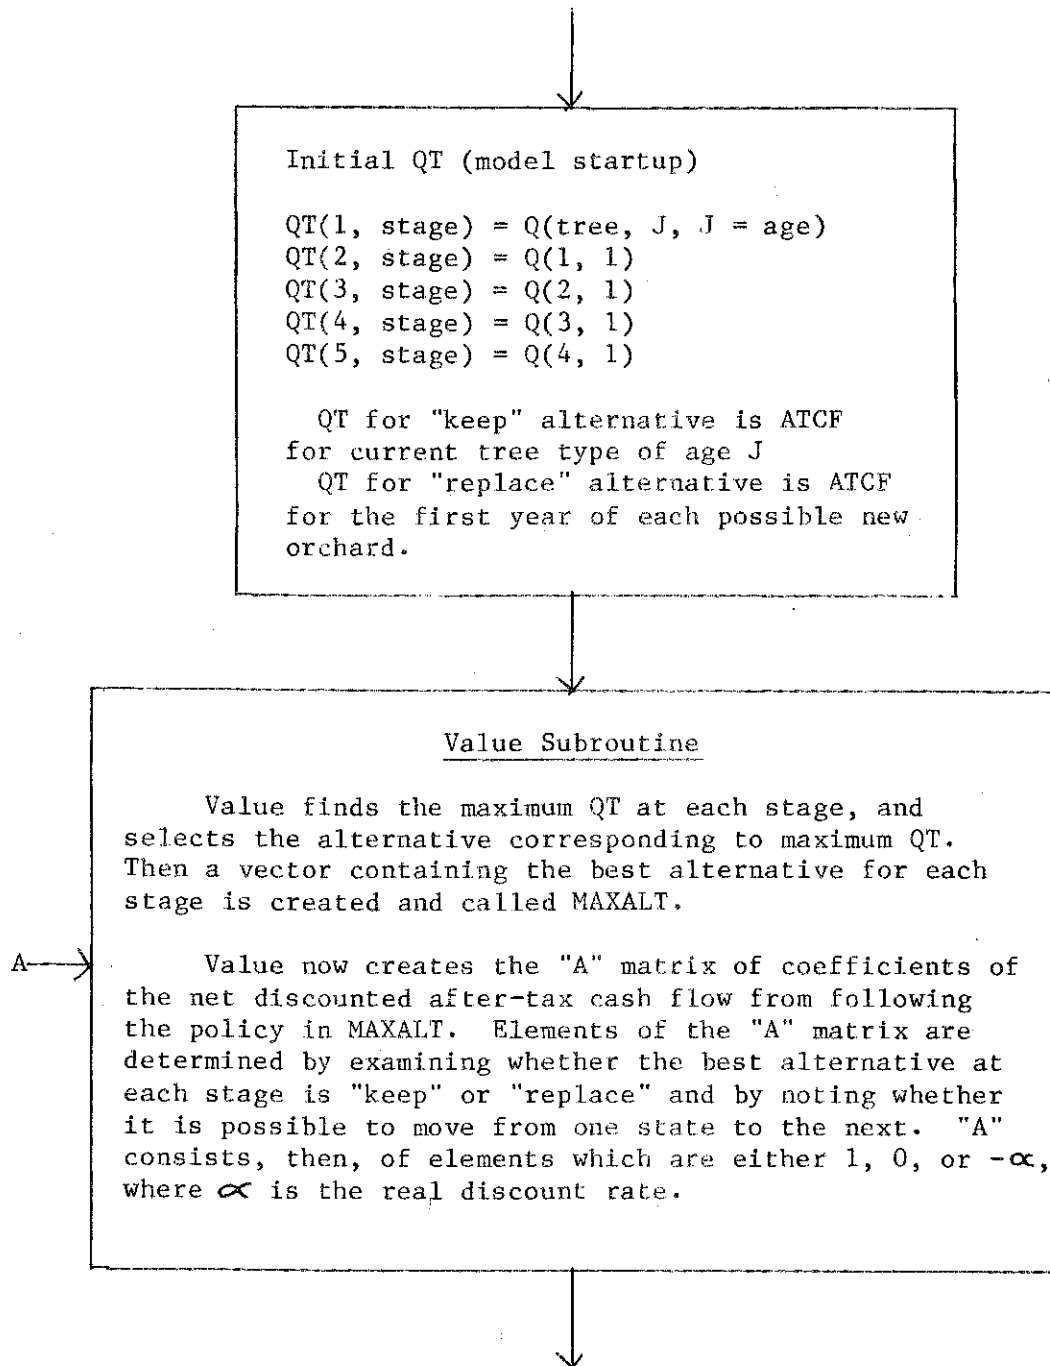 Initial QT (model startup)
QT(1, stage) = Q(tree, J, J = age)
QT(2, stage) = Q(1, 1)
QT(3, stage) = Q(2, 1)
QT(4, stage) = Q(3, 1)
QT(5, stage) = Q(4, 1)
QT for "keep" alternative is ATCF
for current tree type of age J
QT for "replace" alternative is ATCF
for the first year of each possible new
orchard.
Value Subroutine
Value finds the maximum QT at each stage, and
selects the alternative corresponding to maximum QT.
Then a vector containing the best alternative for each
stage is created and called MAXALT.
A
Value now creates the "A" matrix of coefficients of
the net discounted after-tax cash flow from following
the policy in MAXALT. Elements of the "A" matrix are
determined by examining whether the best alternative at
each stage is "keep" or "replace" and by noting whether
it is possible to move from one state to the next. "A"
consists, then, of elements which are either 1, 0, or -∝,
where ∝ is the real discount rate.